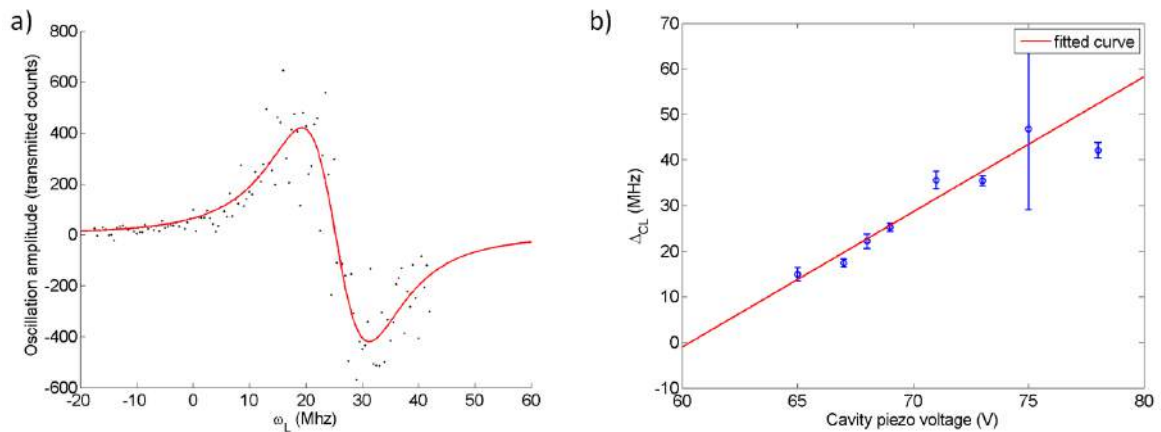 a)
800
600
400
200
0
-200
-400
-600
Oscillation amplitude (transmitted counts)
-20 -10 0 10 20 30 40 50 60
ω_L (Mhz)
b)
70
60
50
40
30
20
10
0
-10
Δ_CL (MHz)
fitted curve
60 65 70 75 80
Cavity piezo voltage (V)